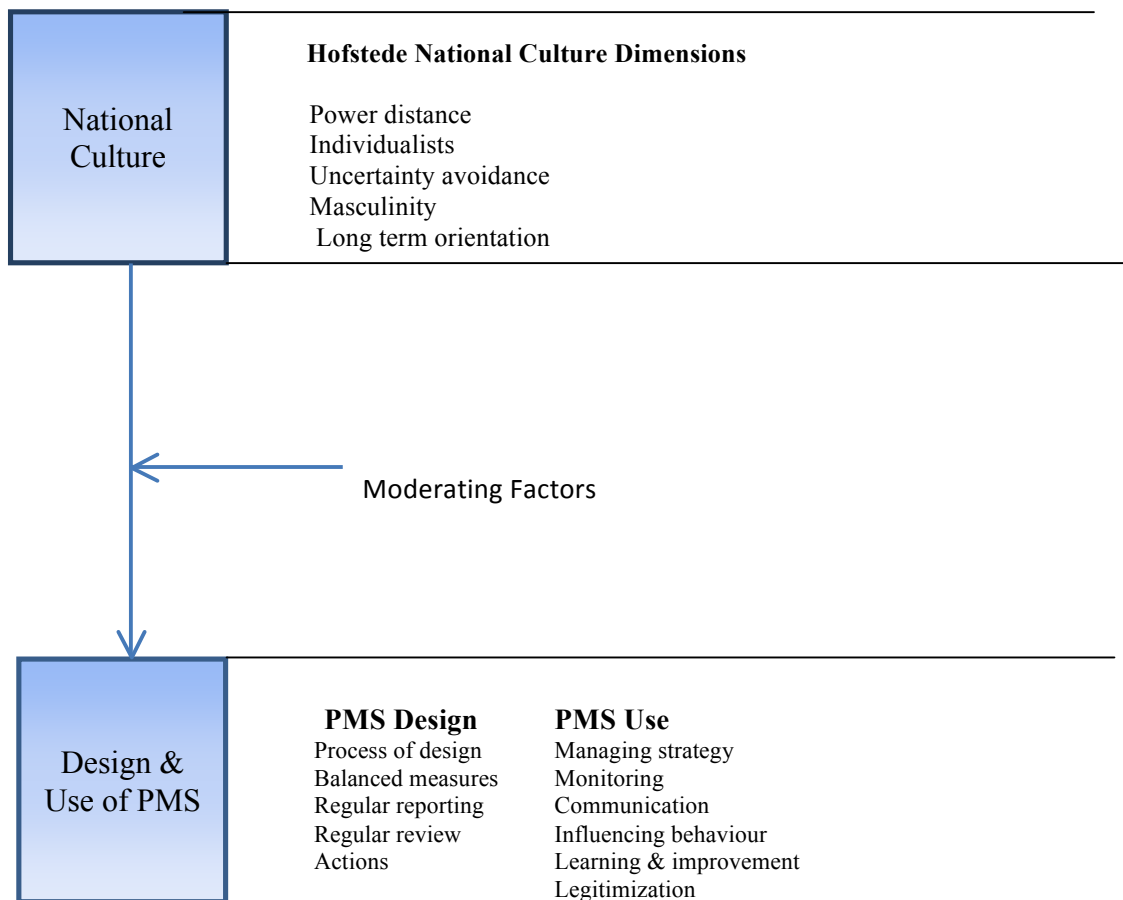 National
Culture
Hofstede National Culture Dimensions
Power distance
Individualists
Uncertainty avoidance
Masculinity
Long term orientation
Moderating Factors
Design &
Use of PMS
PMS Design
Process of design
Balanced measures
Regular reporting
Regular review
Actions
PMS Use
Managing strategy
Monitoring
Communication
Influencing behaviour
Learning & improvement
Legitimization